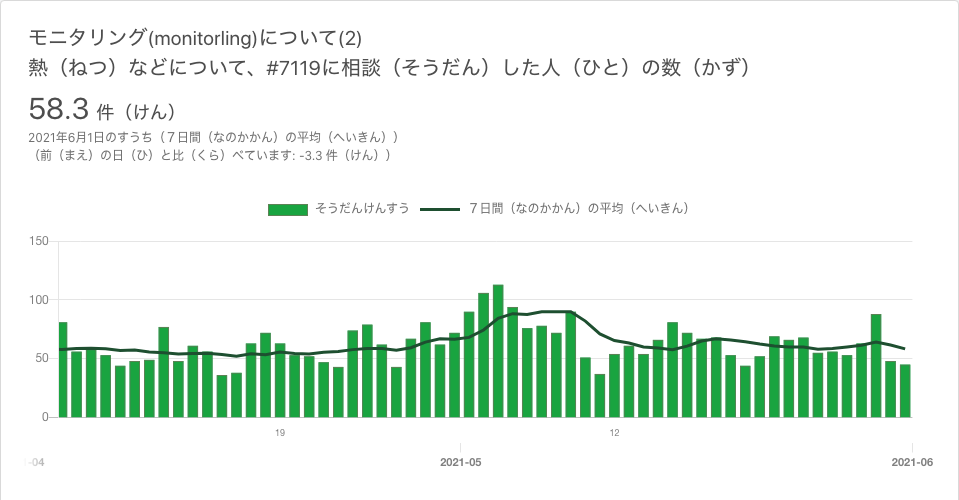 モニタリング(monitorling)について(2)
熱（ねつ）などについて、#7119に相談（そうだん）した人（ひと）の数（かず）
58.3 件（けん）
2021年6月1日のすうち（７日間（なのかかん）の平均（へいきん））
（前（まえ）の日（ひ）と比（くら）べています: -3.3 件（けん））
そうだんけんすう ７日間（なのかかん）の平均（へいきん）
150
100
50
0
19 12
-04 2021-05 2021-06